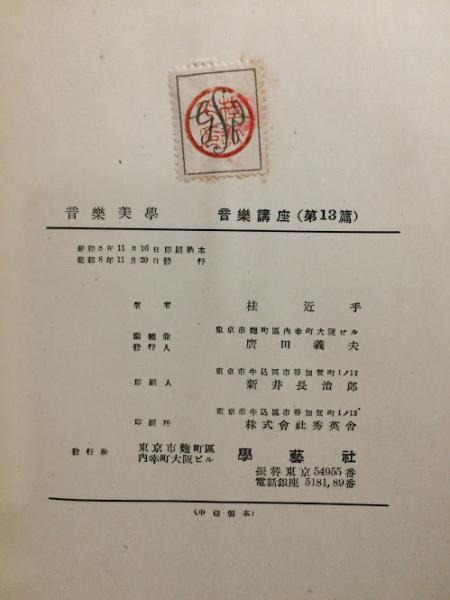 音樂美學 音樂講座（第13篇）
昭和8年11月16日印刷製本
昭和8年11月20日發行
著者 桂近乎
東京市麹町區內幸町大阪ビル
編輯兼
發行人 廣田義夫
東京市牛込區市谷加賀町1ノ12
印刷人 新井長治郎
東京市牛込區市谷加賀町1ノ12
印刷所 株式會社秀英舍
發行所 東京市麹町區
內幸町大阪ビル 學藝社
振替東京54955番
電話銀座5181,89番